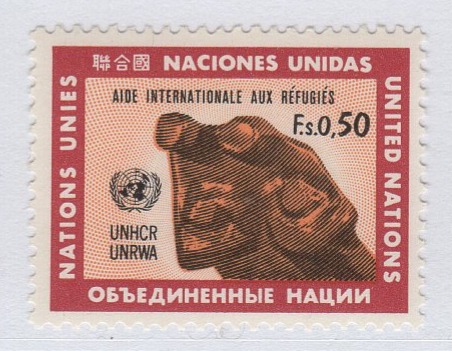 聯合國 NACIONES UNIDAS
NATIONS UNIES
UNITED NATIONS
AIDE INTERNATIONALE AUX RÉFUGIÉS
F.s.0,50
UNHCR
UNRWA
ОБЪЕДИНЕННЫЕ НАЦИИ